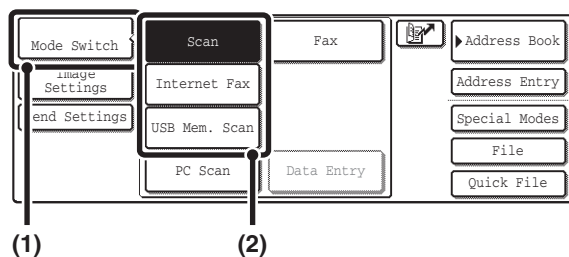 Mode Switch
Scan
Fax
Address Book
Image
Settings
Internet Fax
Address Entry
end Settings
USB Mem. Scan
Special Modes
File
PC Scan
Data Entry
Quick File
(1)
(2)